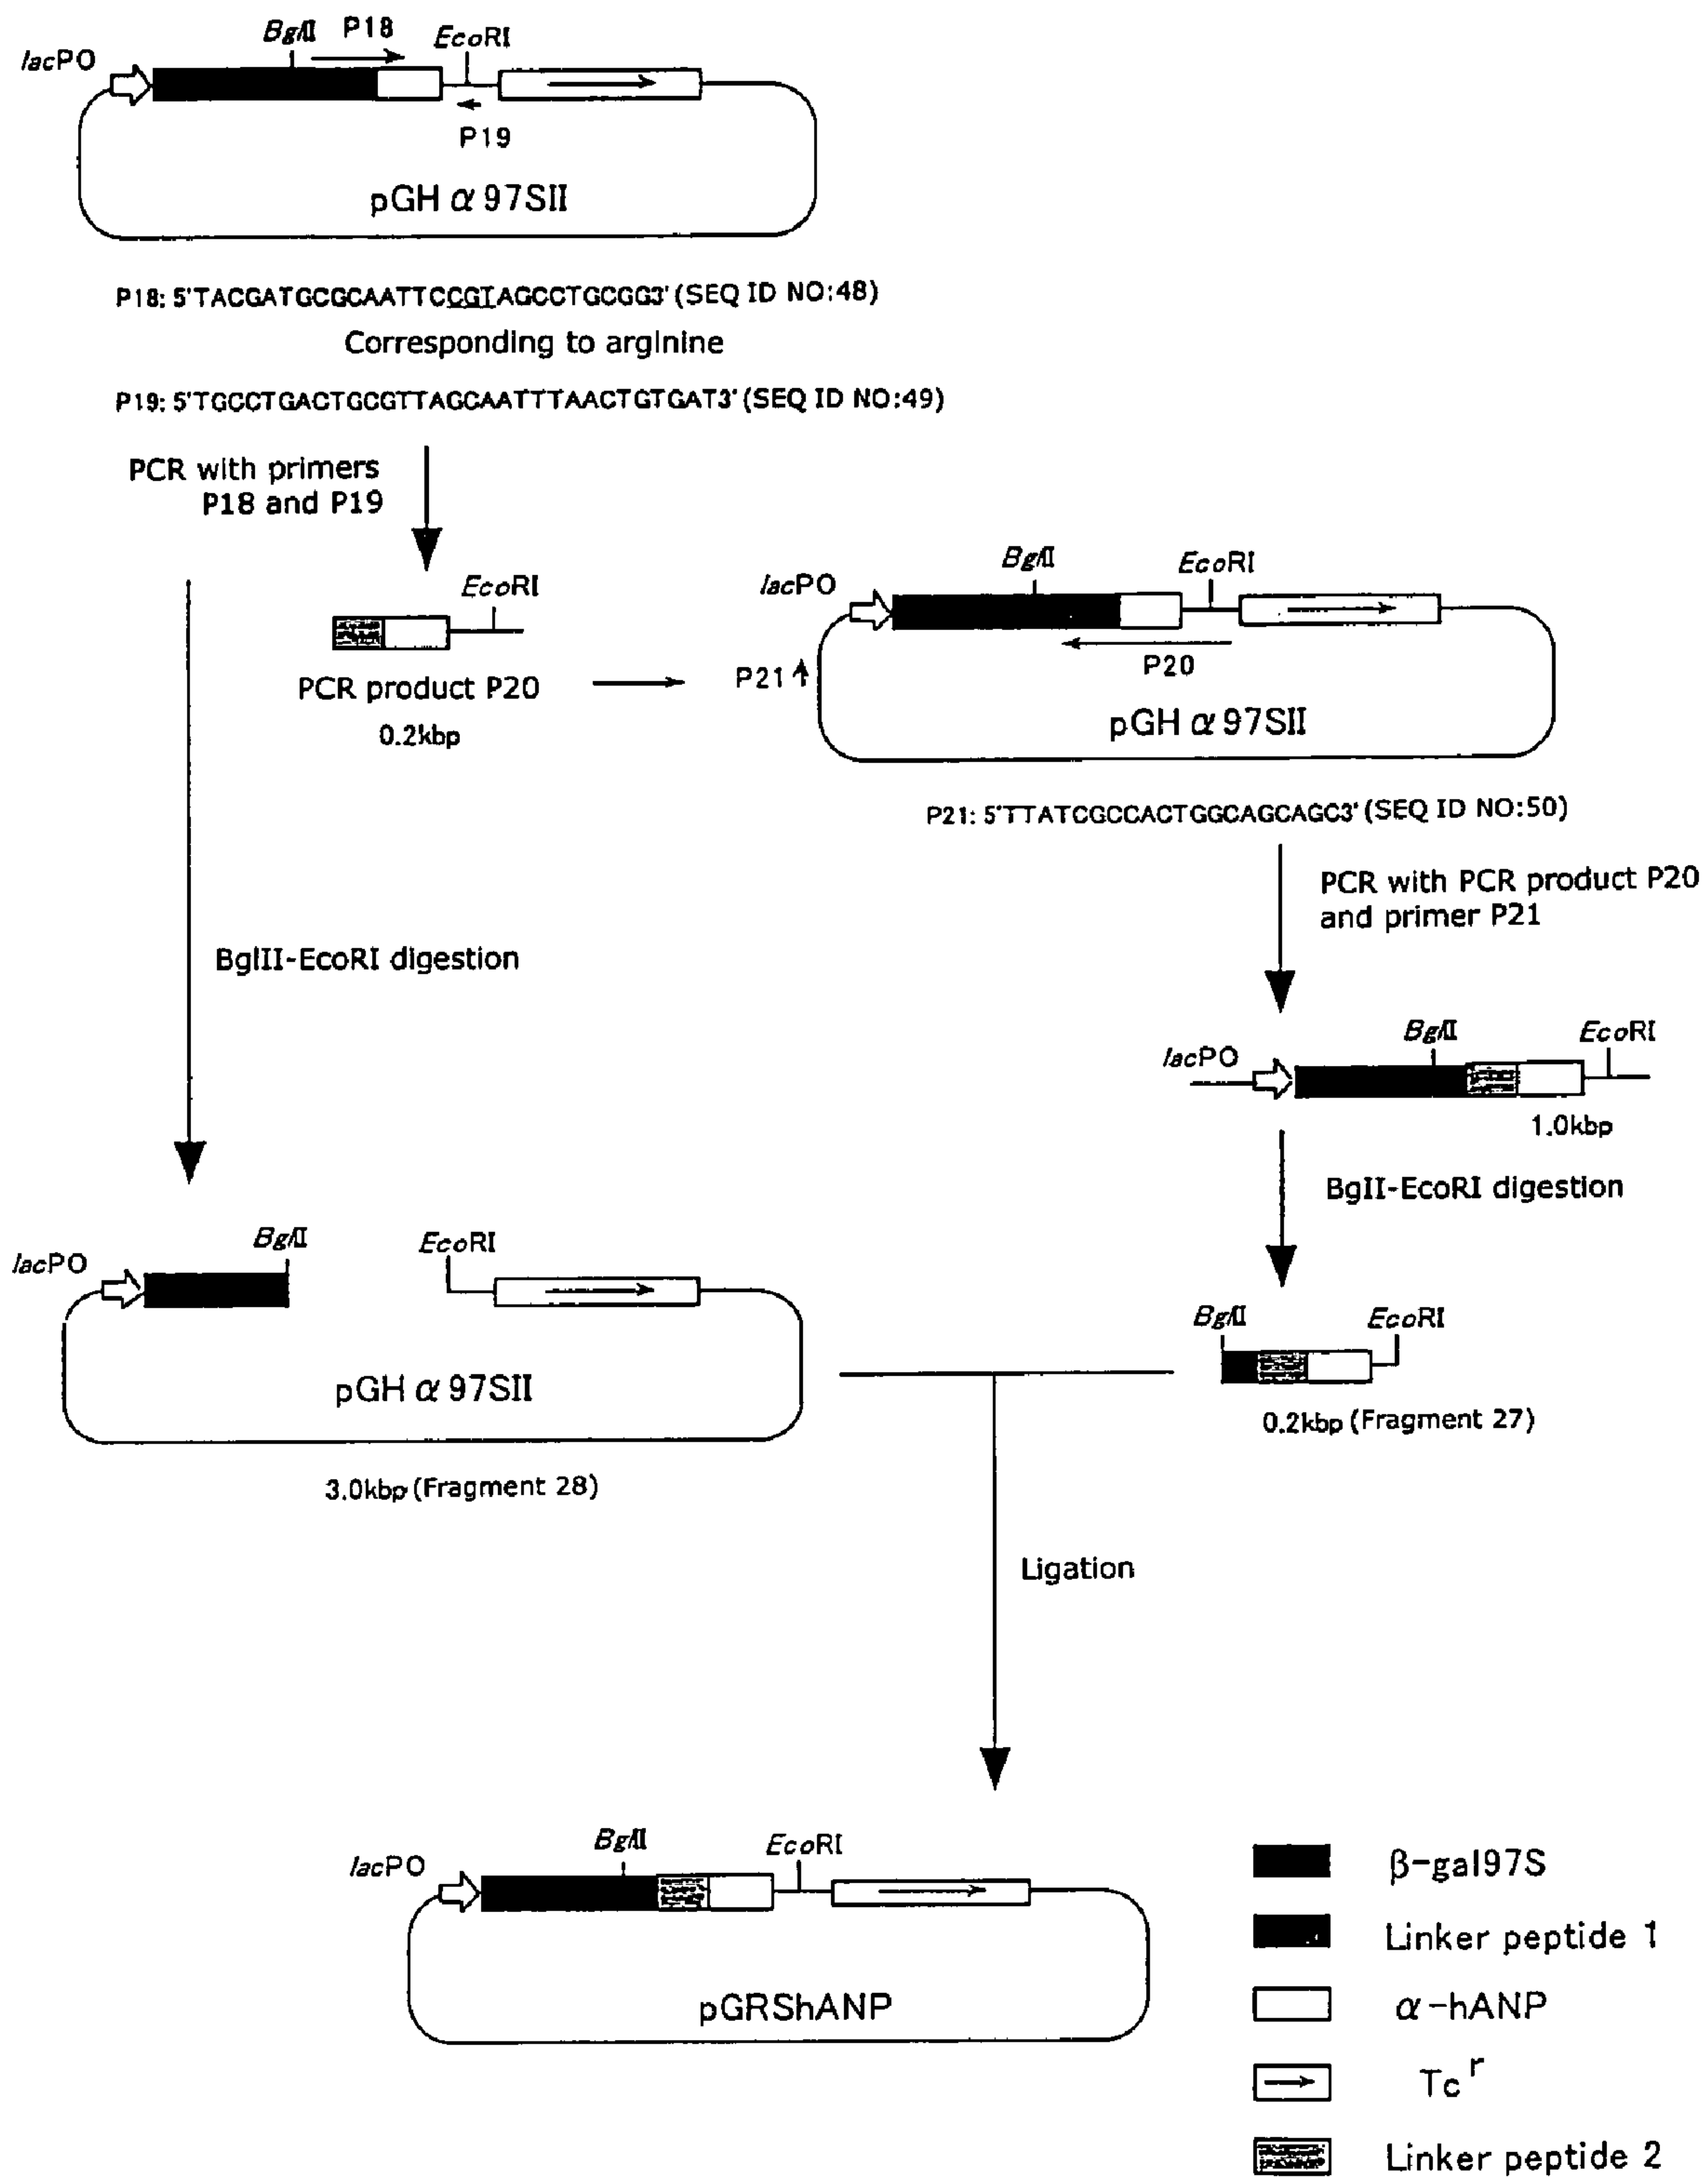 lacPO
BglII
P18
EcoRI
P19
pGH α 97SII
P18: 5'TACGATGCGCAATTCCGTAGCCTGCGG3' (SEQ ID NO:48)
Corresponding to arginine
P19: 5'TGCCTGACTGCGTTAGCAATTTAACTGTGAT3' (SEQ ID NO:49)
PCR with primers
P18 and P19
EcoRI
PCR product P20
0.2kbp
lacPO
BglII
EcoRI
P21
P20
pGH α 97SII
P21: 5'TTATCGCCACTGGCAGCAGC3' (SEQ ID NO:50)
PCR with PCR product P20
and primer P21
BglII-EcoRI digestion
lacPO
BglII
EcoRI
1.0kbp
BgII-EcoRI digestion
lacPO
BglII
EcoRI
pGH α 97SII
3.0kbp (Fragment 28)
BglII
EcoRI
0.2kbp (Fragment 27)
Ligation
lacPO
BglII
EcoRI
pGRShANP
β-gal97S
Linker peptide 1
α-hANP
Tc r
Linker peptide 2